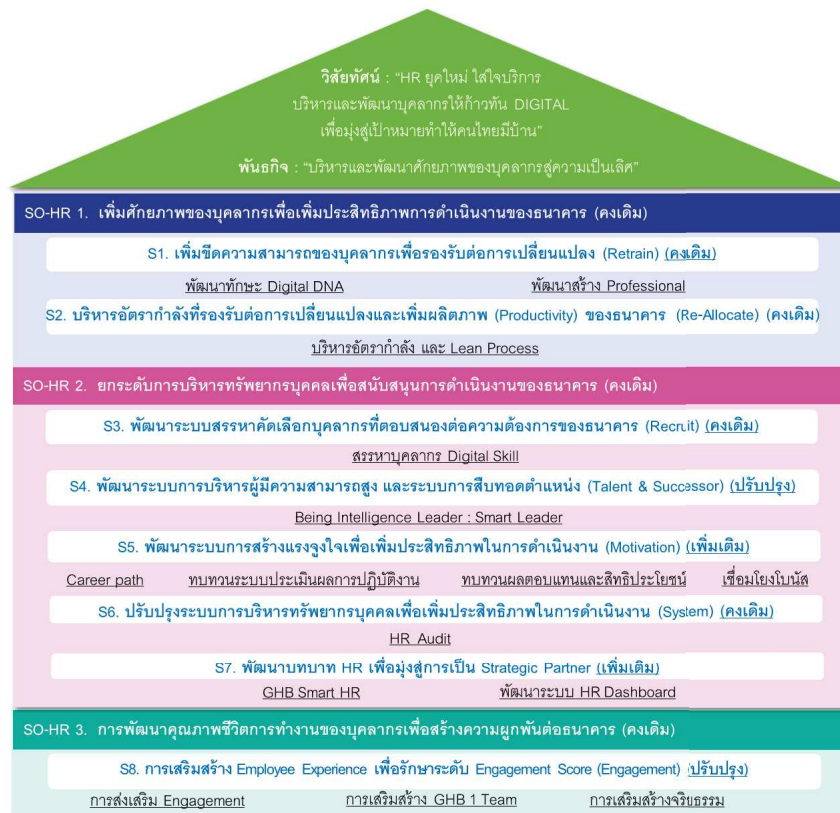 วิสัยทัศน์ : "HR ยุคใหม่ ใส่ใจบริการ
บริหารและพัฒนาบุคลากรให้ก้าวทัน DIGITAL
เพื่อมุ่งสู่เป้าหมายทำให้คนไทยมีบ้าน"
พันธกิจ : "บริหารและพัฒนาศักยภาพของบุคลากรสู่ความเป็นเลิศ"
SO-HR 1. เพิ่มศักยภาพของบุคลากรเพื่อเพิ่มประสิทธิภาพการดำเนินงานของธนาคาร (คงเดิม)
S1. เพิ่มขีดความสามารถของบุคลากรเพื่อรองรับต่อการเปลี่ยนแปลง (Retrain) (คงเดิม)
พัฒนาทักษะ Digital DNA พัฒนาสร้าง Professional
S2. บริหารอัตรากำลังที่รองรับต่อการเปลี่ยนแปลงและเพิ่มผลิตภาพ (Productivity) ของธนาคาร (Re-Allocate) (คงเดิม)
บริหารอัตรากำลัง และ Lean Process
SO-HR 2. ยกระดับการบริหารทรัพยากรบุคคลเพื่อสนับสนุนการดำเนินงานของธนาคาร (คงเดิม)
S3. พัฒนาระบบสรรหาคัดเลือกบุคลากรที่ตอบสนองต่อความต้องการของธนาคาร (Recruit) (คงเดิม)
สรรหาบุคลากร Digital Skill
S4. พัฒนาระบบการบริหารผู้มีความสามารถสูง และระบบการสืบทอดตำแหน่ง (Talent & Successor) (ปรับปรุง)
Being Intelligence Leader : Smart Leader
S5. พัฒนาระบบการสร้างแรงจูงใจเพื่อเพิ่มประสิทธิภาพในการดำเนินงาน (Motivation) (เพิ่มเติม)
Career path ทบทวนระบบประเมินผลการปฏิบัติงาน ทบทวนผลตอบแทนและสิทธิประโยชน์ เชื่อมโยงโบนัส
S6. ปรับปรุงระบบการบริหารทรัพยากรบุคคลเพื่อเพิ่มประสิทธิภาพในการดำเนินงาน (System) (คงเดิม)
HR Audit
S7. พัฒนาบทบาท HR เพื่อมุ่งสู่การเป็น Strategic Partner (เพิ่มเติม)
GHB Smart HR พัฒนาระบบ HR Dashboard
SO-HR 3. การพัฒนาคุณภาพชีวิตการทำงานของบุคลากรเพื่อสร้างความผูกพันต่อธนาคาร (คงเดิม)
S8. การเสริมสร้าง Employee Experience เพื่อรักษาระดับ Engagement Score (Engagement) (ปรับปรุง)
การส่งเสริม Engagement การเสริมสร้าง GHB 1 Team การเสริมสร้างจริยธรรม